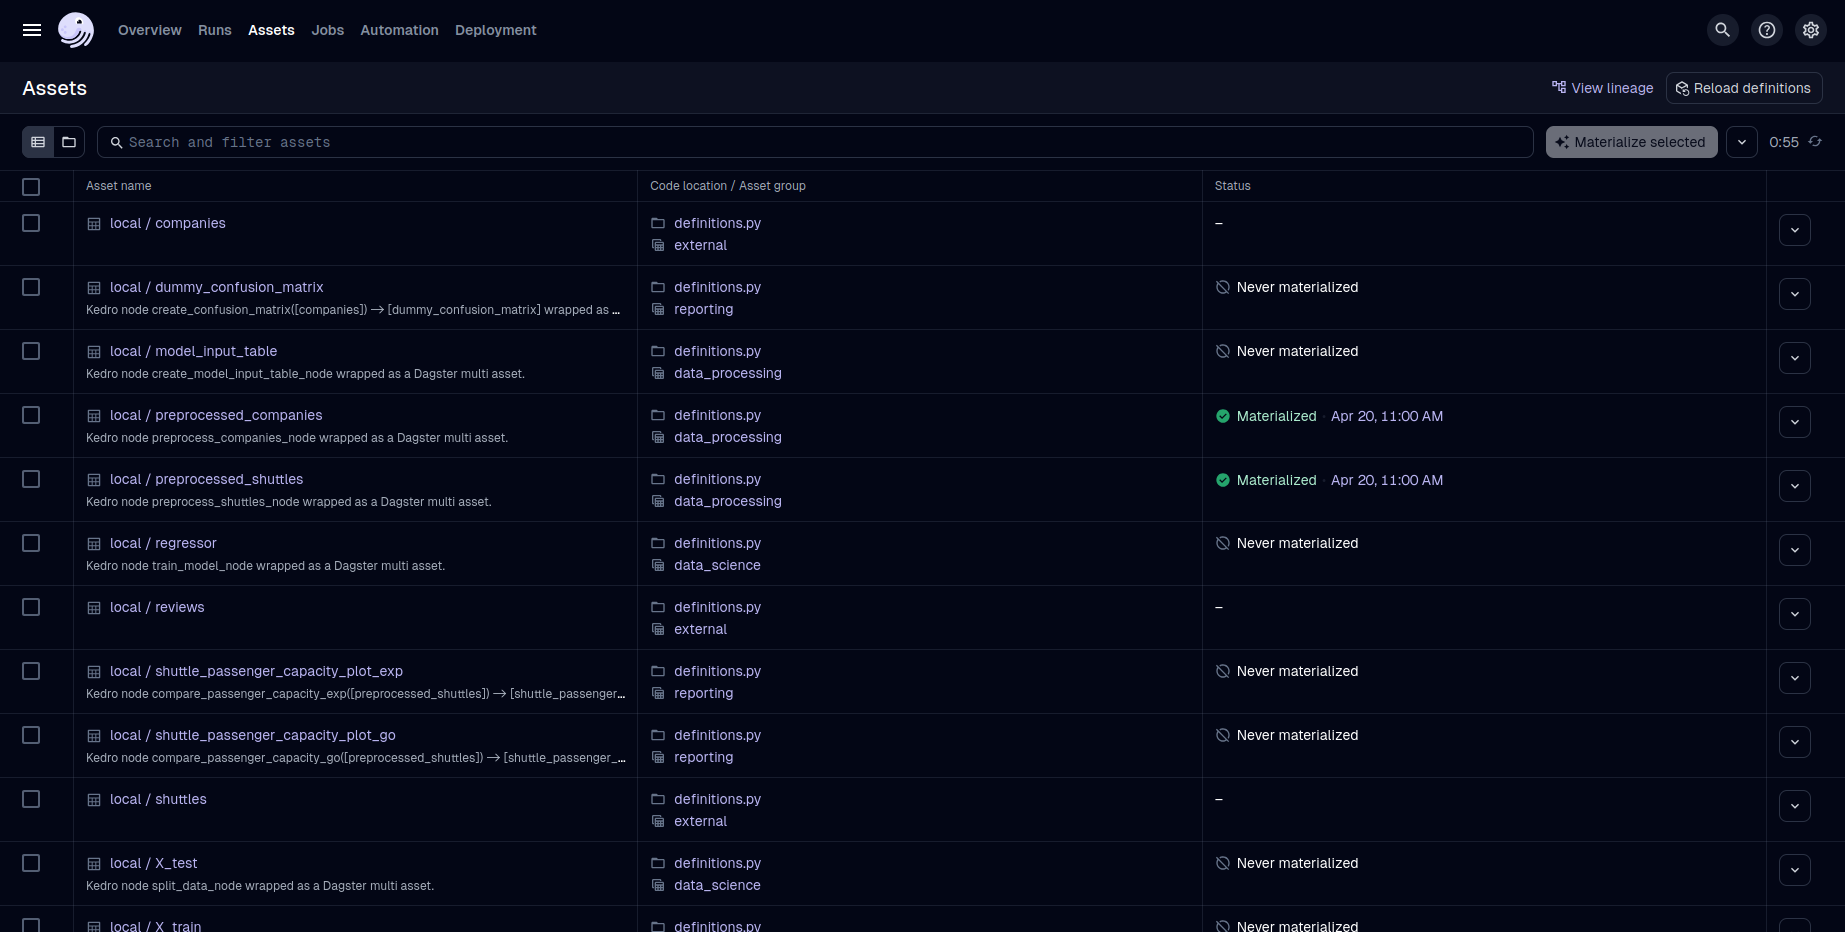 Overview Runs Assets Jobs Automation Deployment
Assets
View lineage Reload definitions
Search and filter assets
Materialize selected 0:55
Asset name Code location / Asset group Status
local / companies definitions.py –
external
local / dummy_confusion_matrix definitions.py Never materialized
Kedro node create_confusion_matrix([companies]) → [dummy_confusion_matrix] wrapped as ... reporting
local / model_input_table definitions.py Never materialized
Kedro node create_model_input_table_node wrapped as a Dagster multi asset. data_processing
local / preprocessed_companies definitions.py Materialized · Apr 20, 11:00 AM
Kedro node preprocess_companies_node wrapped as a Dagster multi asset. data_processing
local / preprocessed_shuttles definitions.py Materialized · Apr 20, 11:00 AM
Kedro node preprocess_shuttles_node wrapped as a Dagster multi asset. data_processing
local / regressor definitions.py Never materialized
Kedro node train_model_node wrapped as a Dagster multi asset. data_science
local / reviews definitions.py –
external
local / shuttle_passenger_capacity_plot_exp definitions.py Never materialized
Kedro node compare_passenger_capacity_exp([preprocessed_shuttles]) → [shuttle_passenger... reporting
local / shuttle_passenger_capacity_plot_go definitions.py Never materialized
Kedro node compare_passenger_capacity_go([preprocessed_shuttles]) → [shuttle_passenger_... reporting
local / shuttles definitions.py –
external
local / X_test definitions.py Never materialized
Kedro node split_data_node wrapped as a Dagster multi asset. data_science
local / X_train definitions.py Never materialized